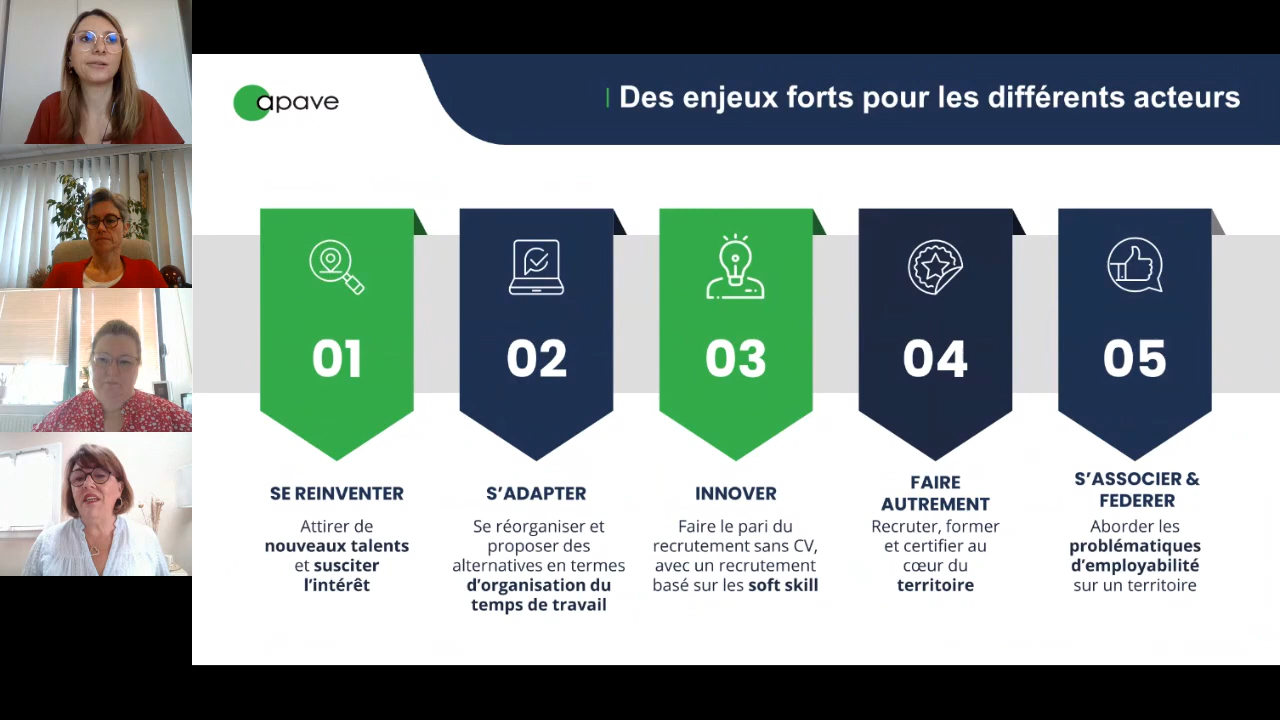 apave
Des enjeux forts pour les différents acteurs
01
02
03
04
05
SE REINVENTER
Attirer de
nouveaux talents
et susciter
l'intérêt
S'ADAPTER
Se réorganiser et
proposer des
alternatives en termes
d'organisation du
temps de travail
INNOVER
Faire le pari du
recrutement sans CV,
avec un recrutement
basé sur les soft skill
FAIRE
AUTREMENT
Recruter, former
et certifier au
cœur du
territoire
S'ASSOCIER &
FEDERER
Aborder les
problématiques
d'employabilité
sur un territoire